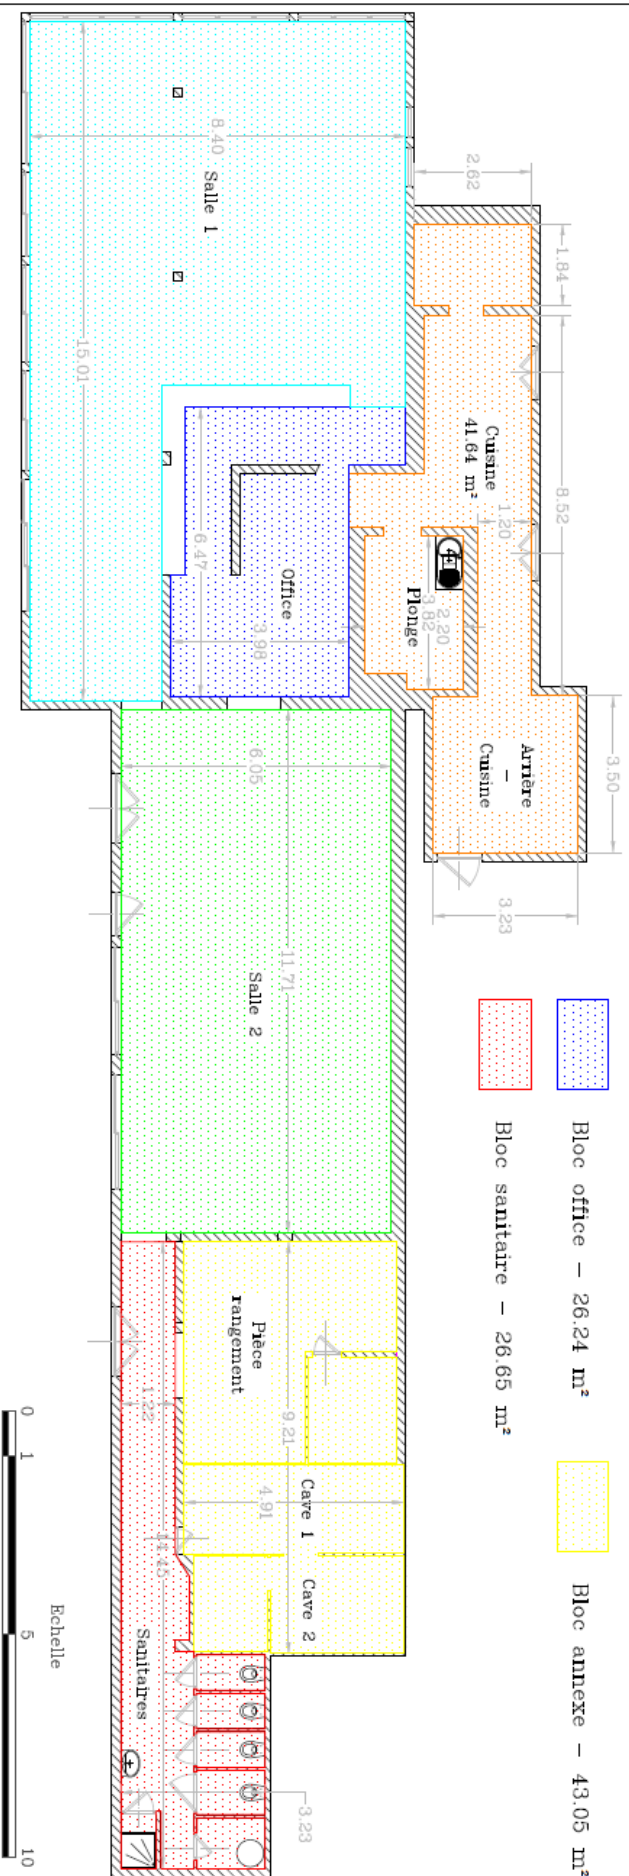 Bloc office – 26.24 m²
Bloc annexe – 43.05 m²
Bloc sanitaire – 26.65 m²
3.50
1.84
8.52
2.62
Cuisine
41.64 m²
1.20
Arrière
–
Cuisine
3.23
2.20
3.82
Plonge
8.40
Salle 1
15.01
Office
6.47
3.98
6.05
11.71
Salle 2
Pièce
rangement
9.21
Cave 1
Cave 2
4.91
1.22
14.45
Sanitaires
3.23
0
1
5
10
Echelle